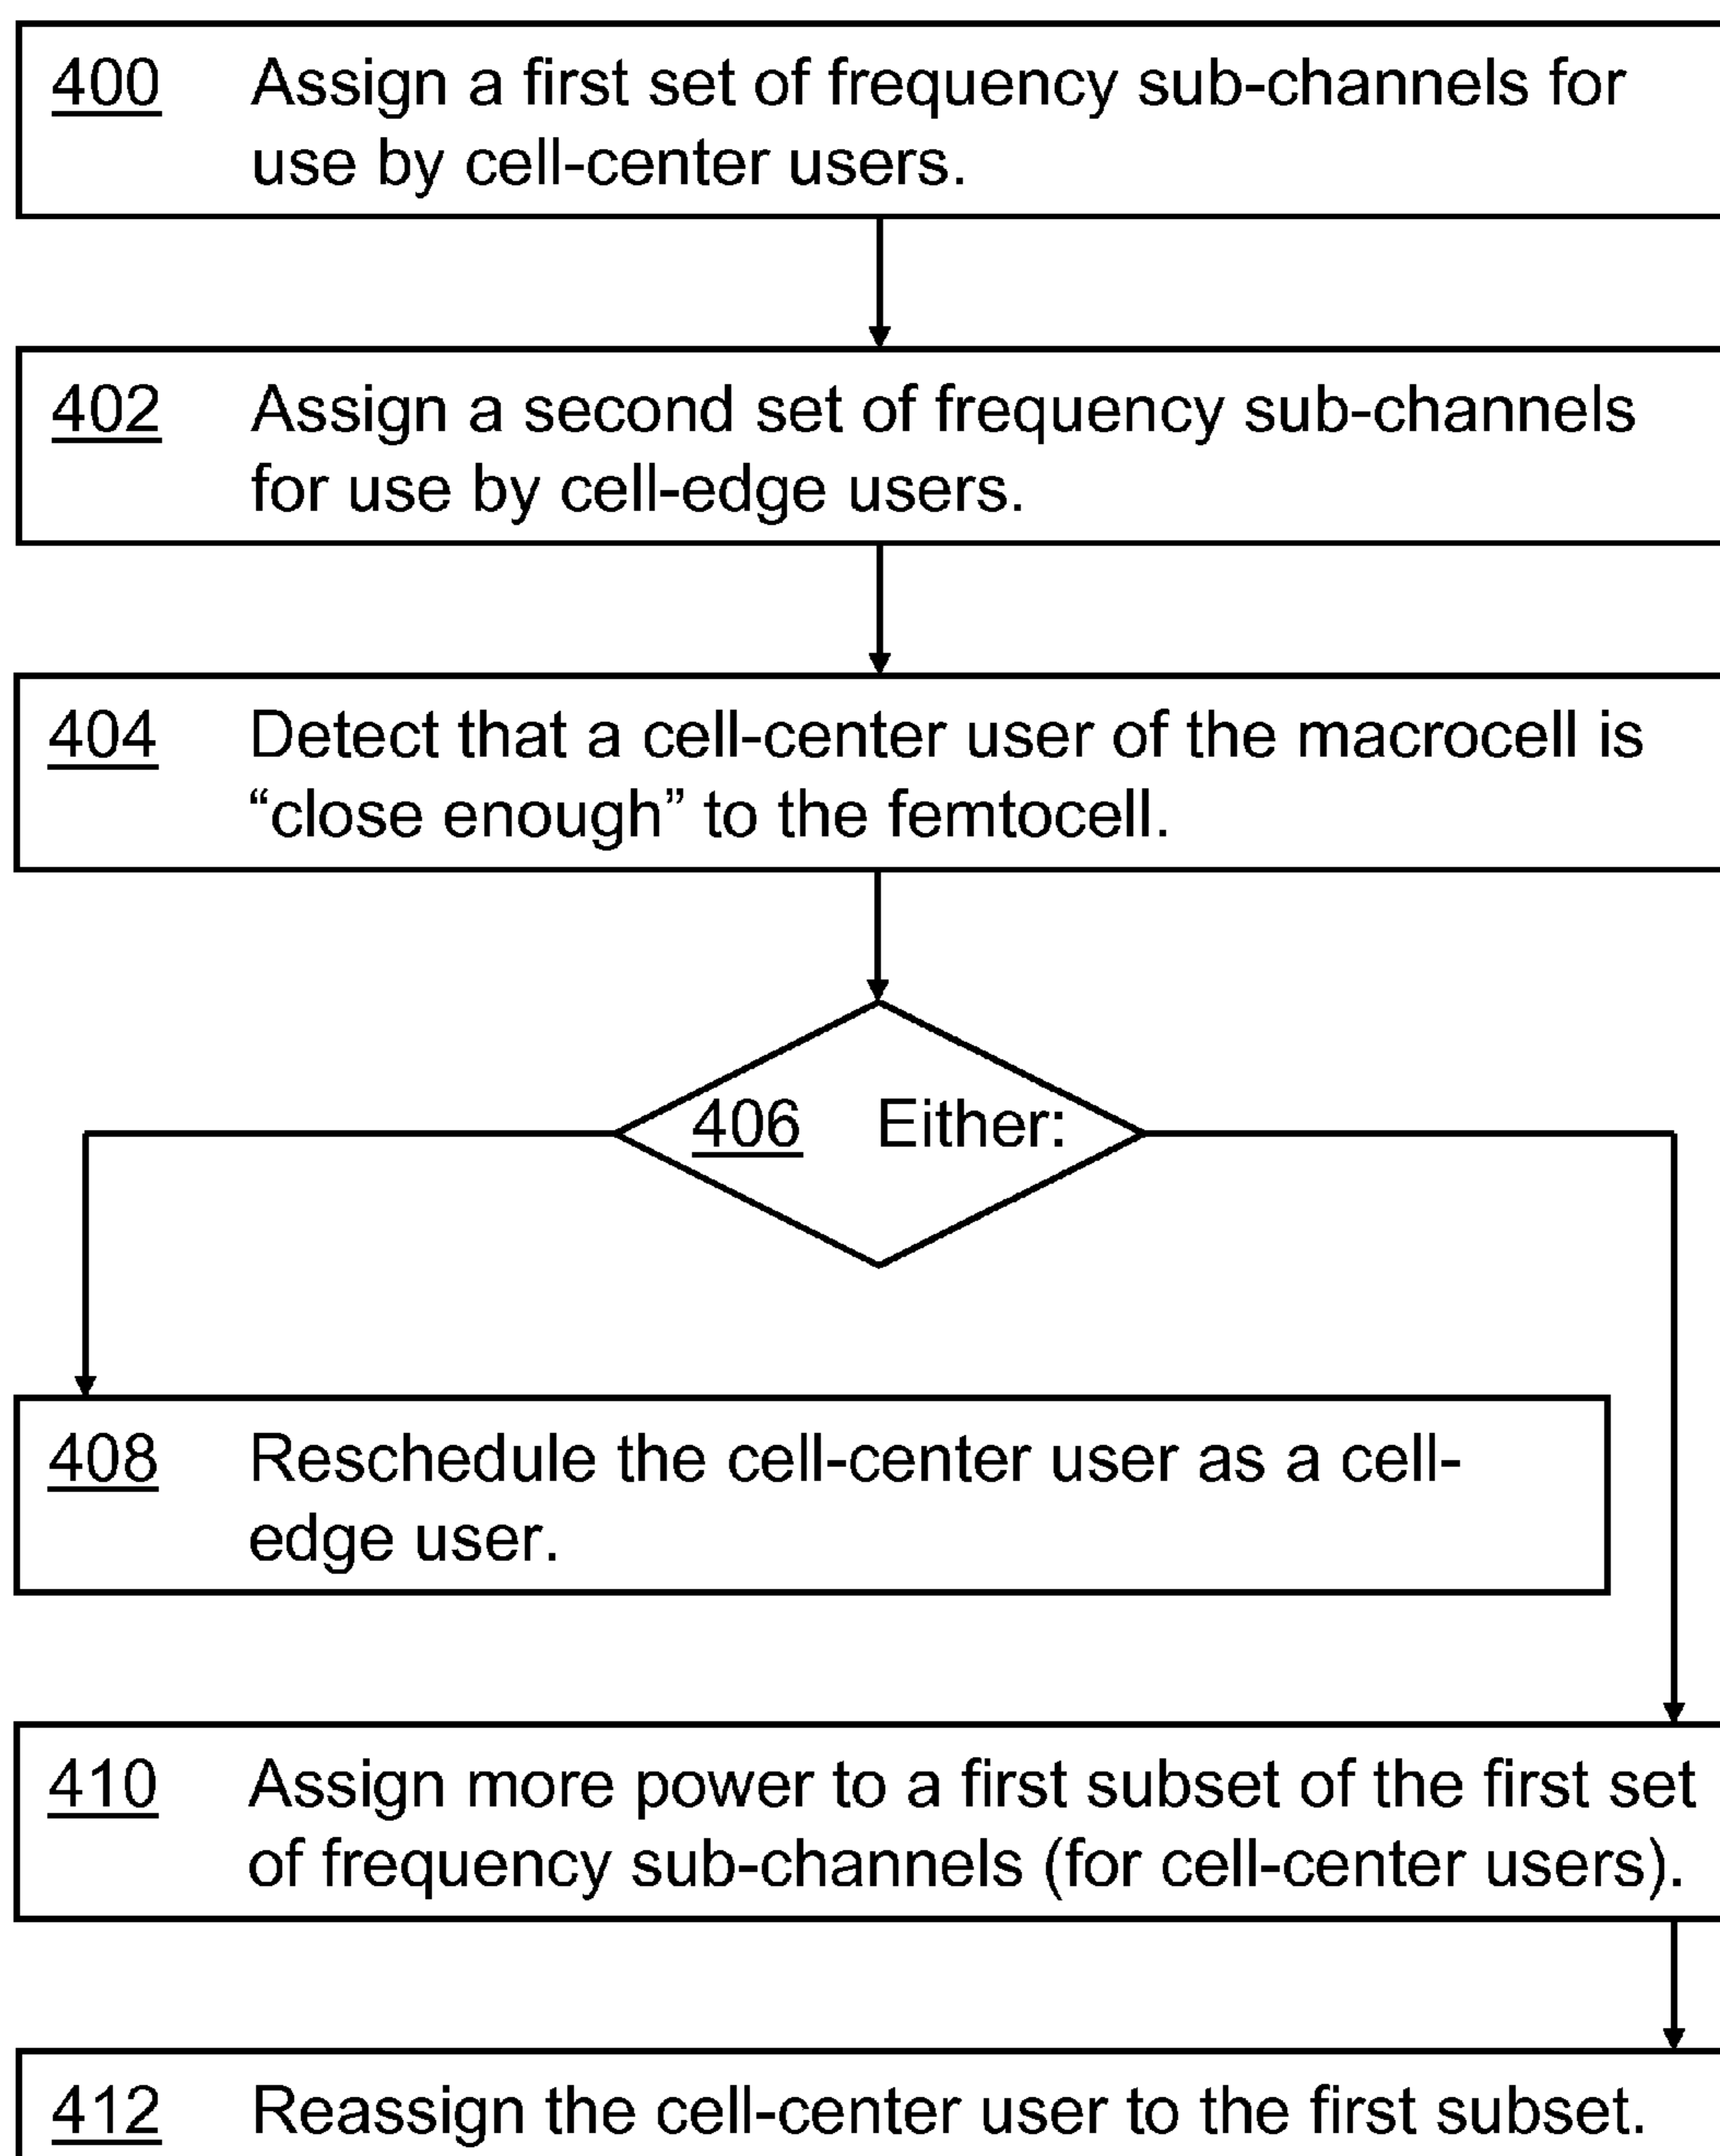 400 Assign a first set of frequency sub-channels for
use by cell-center users.
402 Assign a second set of frequency sub-channels
for use by cell-edge users.
404 Detect that a cell-center user of the macrocell is
“close enough” to the femtocell.
406 Either:
408 Reschedule the cell-center user as a cell-
edge user.
410 Assign more power to a first subset of the first set
of frequency sub-channels (for cell-center users).
412 Reassign the cell-center user to the first subset.